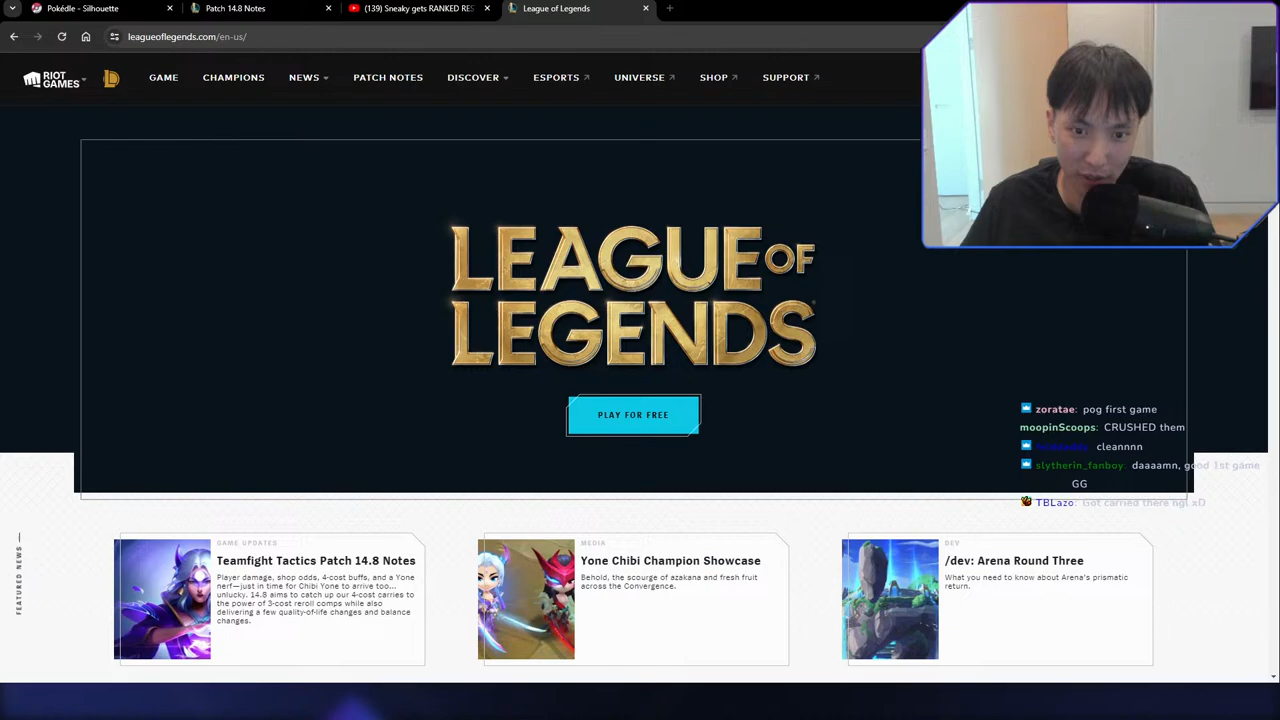 Pokédle - Silhouette
Patch 14.8 Notes
(139) Sneaky gets RANKED RES
League of Legends
leagueoflegends.com/en-us/
RIOT
GAMES
GAME
CHAMPIONS
NEWS
PATCH NOTES
DISCOVER
ESPORTS
UNIVERSE
SHOP
SUPPORT
LEAGUE OF
LEGENDS
PLAY FOR FREE
zoratae: pog first game
moopinScoops: CRUSHED them
cleannnn
slytherin_fanboy: daaaamn, good 1st game
GG
TBLazo: Got carried there ngl xD
FEATURED NEWS
GAME UPDATES
Teamfight Tactics Patch 14.8 Notes
Player damage, shop odds, 4-cost buffs, and a Yone
nerf—just in time for Chibi Yone to arrive too...
unlucky. 14.8 aims to catch up our 4-cost carries to
the power of 3-cost reroll comps while also
delivering a few quality-of-life changes and balance
changes.
MEDIA
Yone Chibi Champion Showcase
Behold, the scourge of azakana and fresh fruit
across the Convergence.
DEV
/dev: Arena Round Three
What you need to know about Arena's prismatic
return.